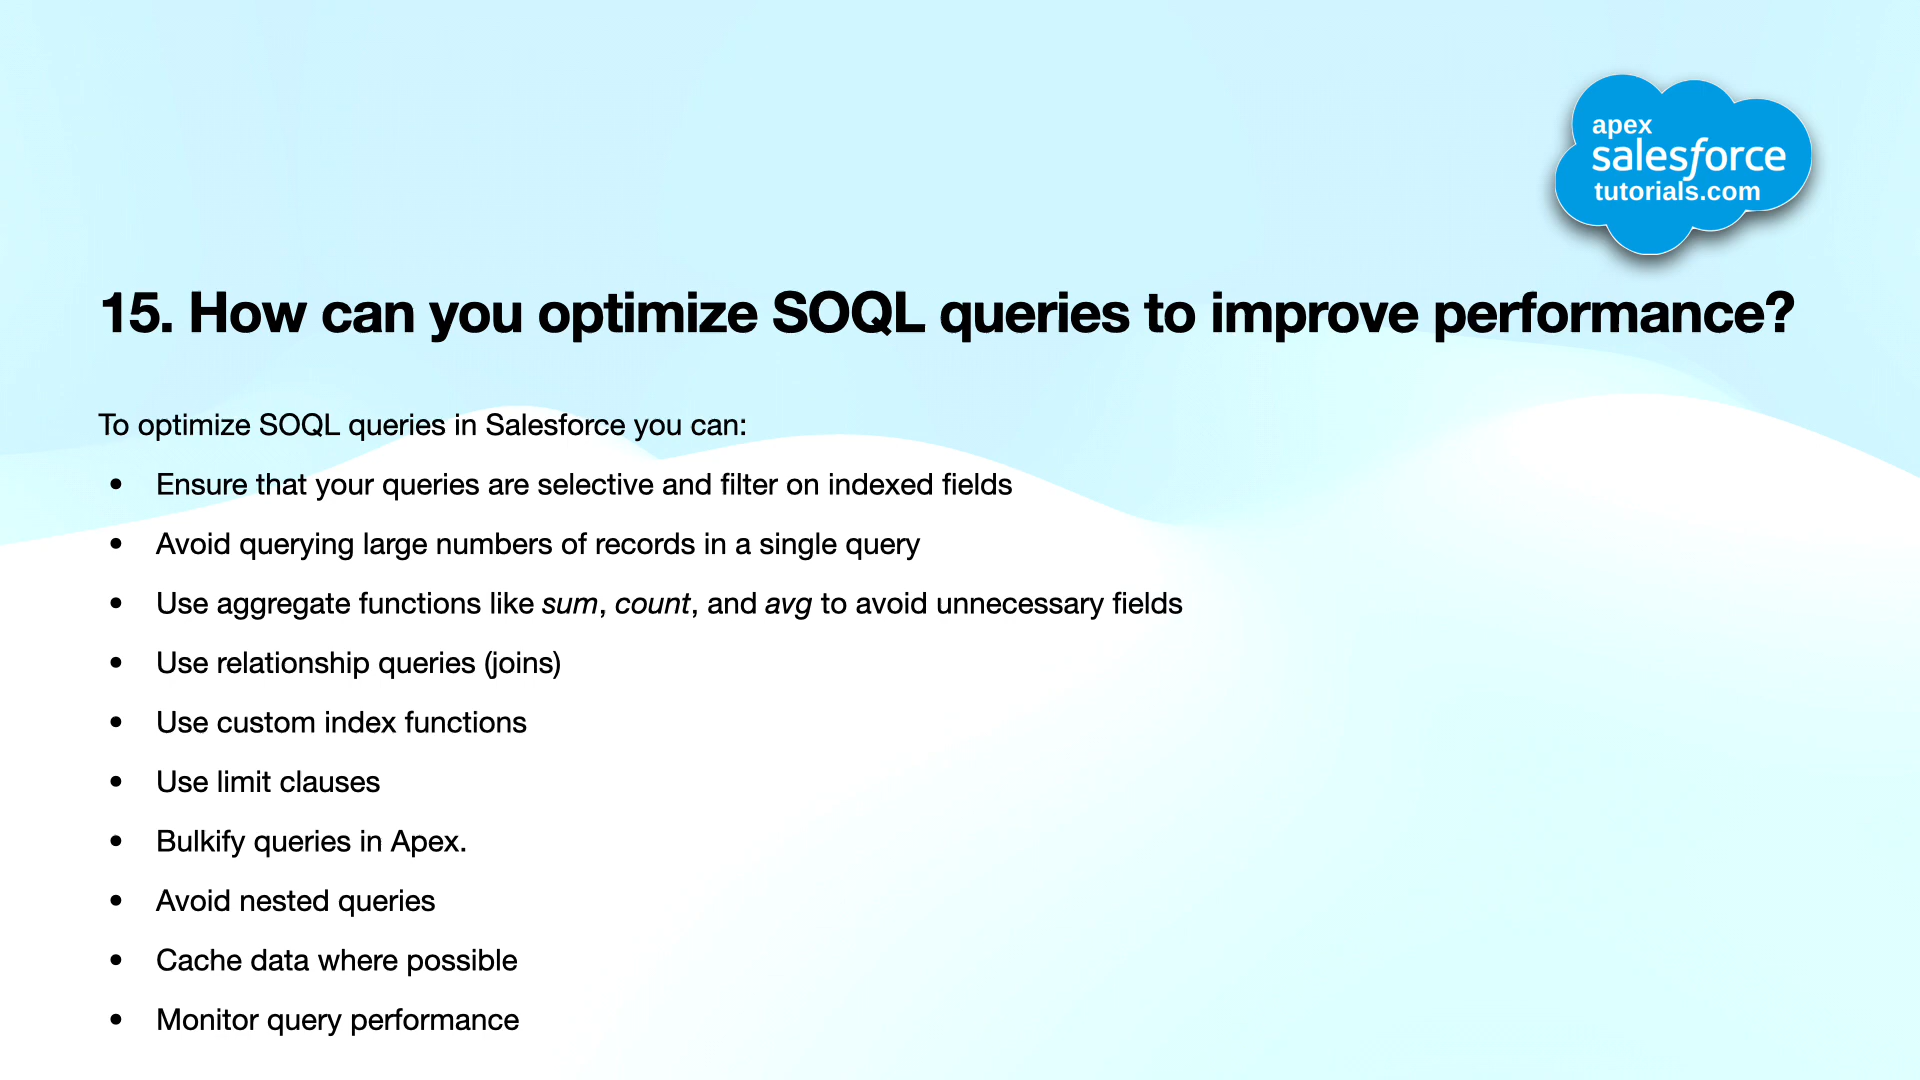 apex
salesforce
tutorials.com
15. How can you optimize SOQL queries to improve performance?
To optimize SOQL queries in Salesforce you can:
• Ensure that your queries are selective and filter on indexed fields
• Avoid querying large numbers of records in a single query
• Use aggregate functions like sum, count, and avg to avoid unnecessary fields
• Use relationship queries (joins)
• Use custom index functions
• Use limit clauses
• Bulkify queries in Apex.
• Avoid nested queries
• Cache data where possible
• Monitor query performance